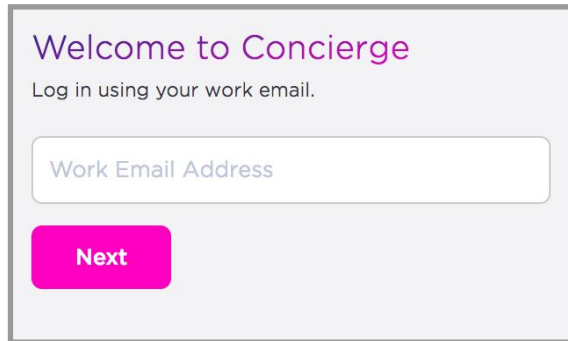 Welcome to Concierge
Log in using your work email.
Work Email Address
Next